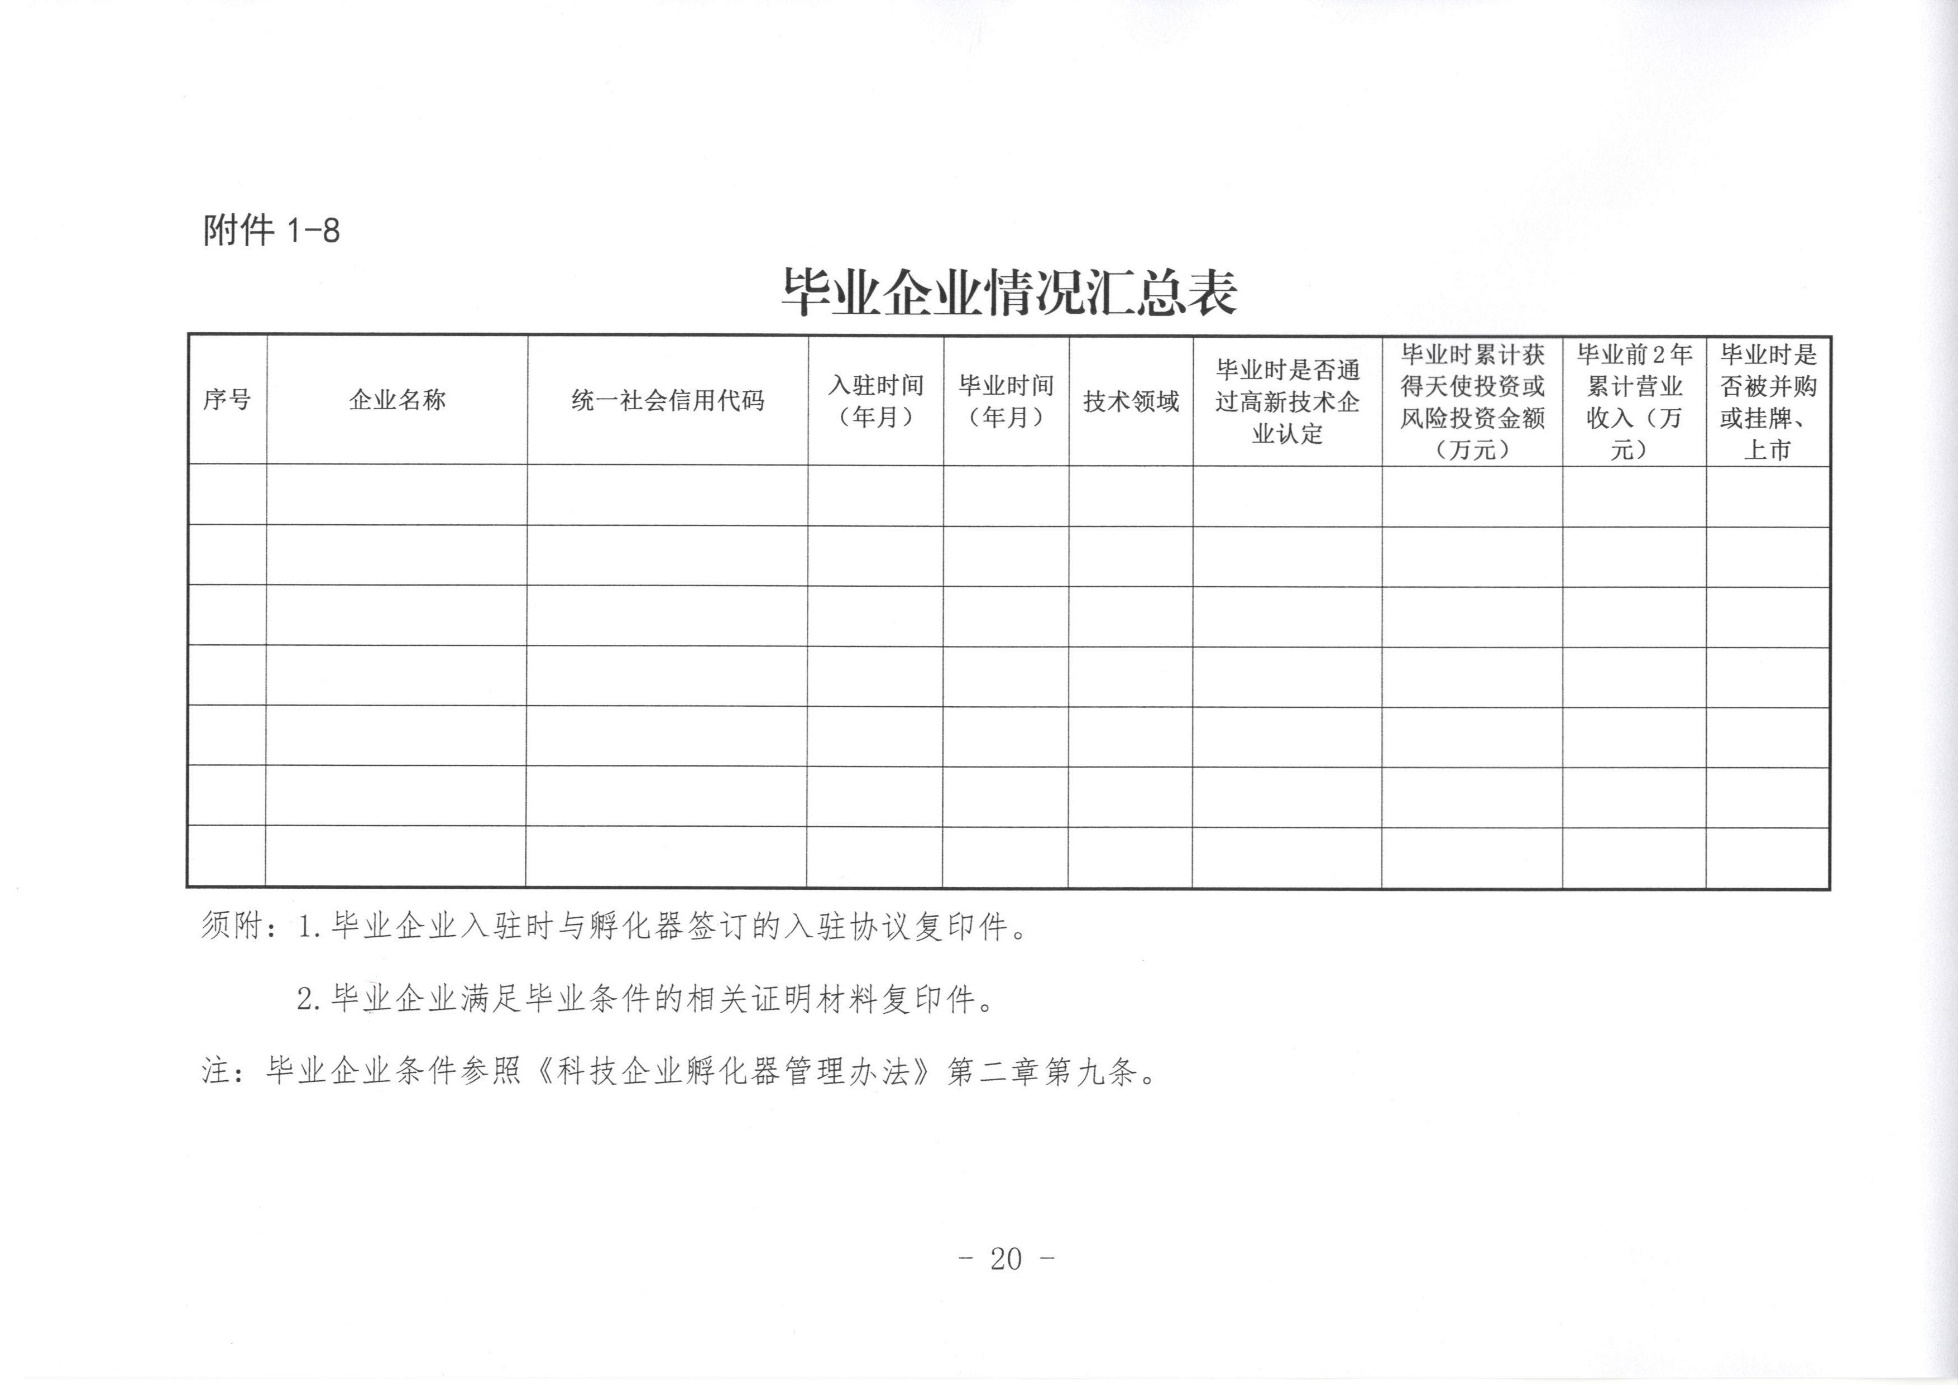 附件 1-8
毕业企业情况汇总表
序号
企业名称
统一社会信用代码
入驻时间
（年月）
毕业时间
（年月）
技术领域
毕业时是否通
过高新技术企
业认定
毕业时累计获
得天使投资或
风险投资金额
（万元）
毕业前2年
累计营业
收入（万
元）
毕业时是
否被并购
或挂牌、
上市
须附：1.毕业企业入驻时与孵化器签订的入驻协议复印件。
2.毕业企业满足毕业条件的相关证明材料复印件。
注：毕业企业条件参照《科技企业孵化器管理办法》第二章第九条。
- 20 -